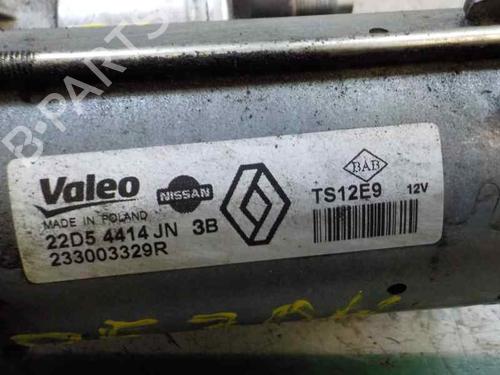 B-PARTS
Valeo
NISSAN
BAB
MADE IN POLAND
TS12E9 12V
22D5 4414 JN 3B
233003329R